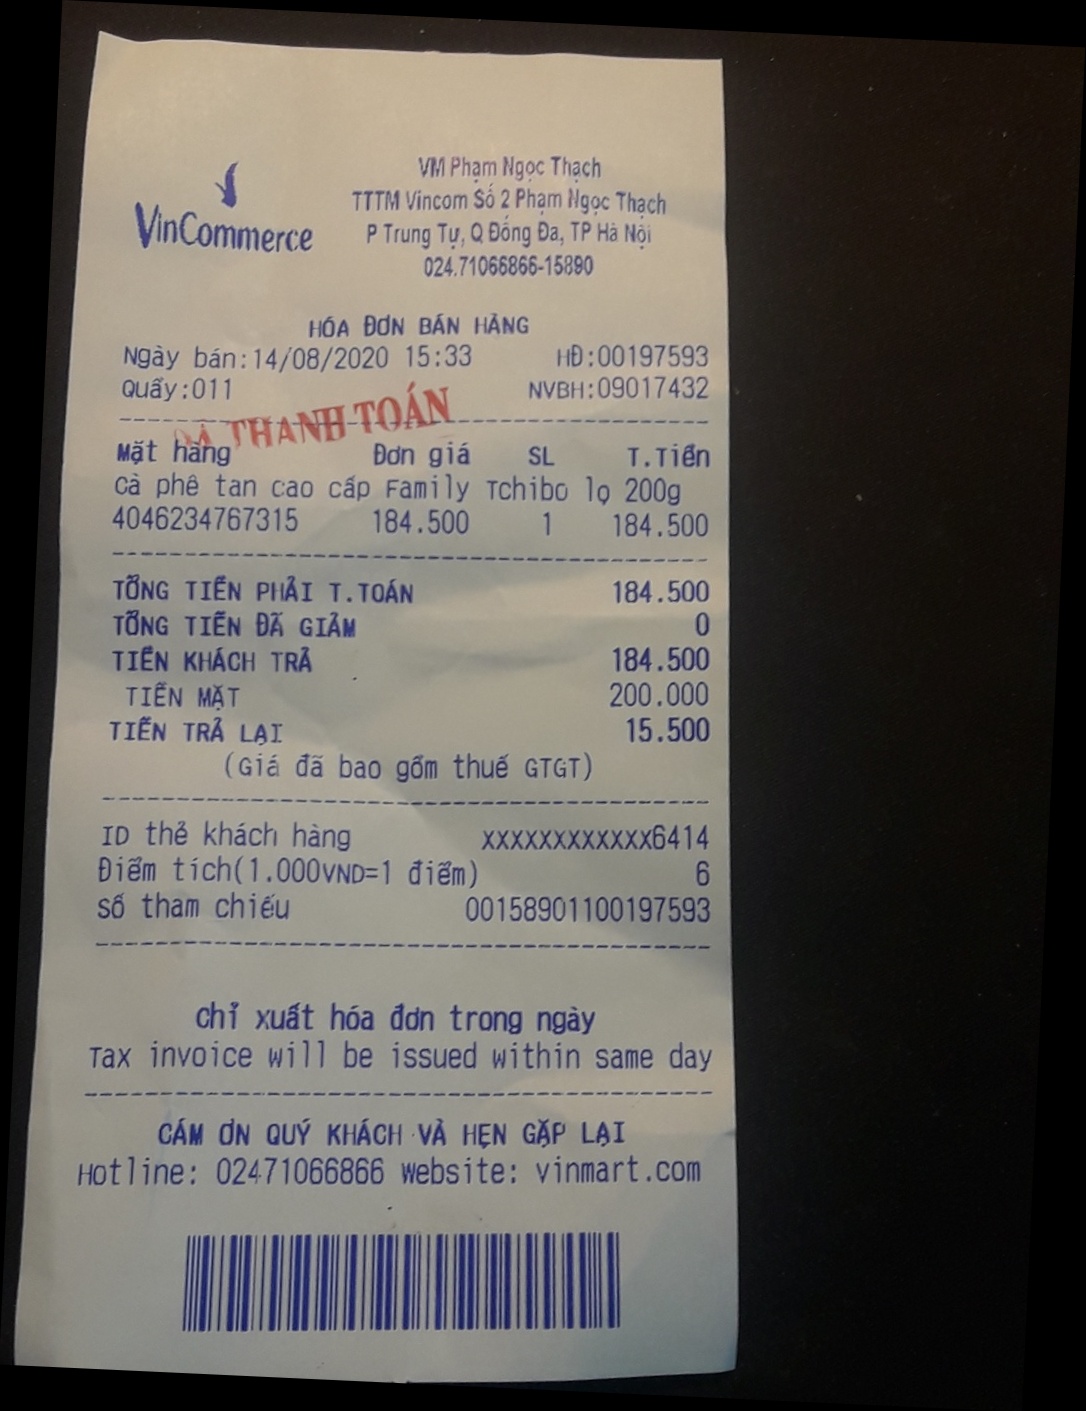 VinCommerce
VM Phạm Ngọc Thạch
TTTM Vincom Số 2 Phạm Ngọc Thạch
P Trung Tự, Q Đống Đa, TP Hà Nội
024.71066866-15890
HÓA ĐƠN BÁN HÀNG
Ngày bán:14/08/2020 15:33 HĐ:00197593
Quầy:011 NVBH:09017432
ĐÃ THANH TOÁN
Mặt hàng Đơn giá SL T.Tiền
Cà phê tan cao cấp Family Tchibo lọ 200g
4046234767315 184.500 1 184.500
TỔNG TIỀN PHẢI T.TOÁN 184.500
TỔNG TIỀN ĐÃ GIẢM 0
TIỀN KHÁCH TRẢ 184.500
TIỀN MẶT 200.000
TIỀN TRẢ LẠI 15.500
(Giá đã bao gồm thuế GTGT)
ID thẻ khách hàng XXXXXXXXXXXX6414
Điểm tích(1.000VND=1 điểm) 6
Số tham chiếu 00158901100197593
Chỉ xuất hóa đơn trong ngày
Tax invoice will be issued within same day
CÁM ƠN QUÝ KHÁCH VÀ HẸN GẶP LẠI
Hotline: 02471066866 Website: vinmart.com